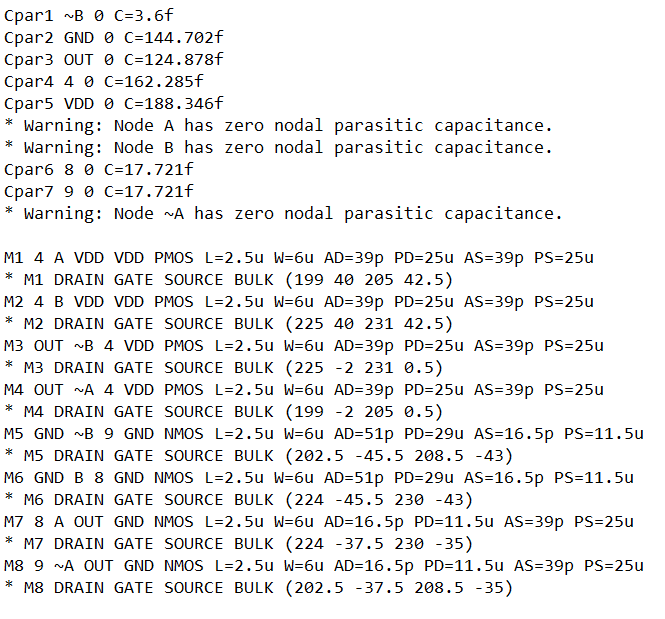 Cpar1 ~B 0 C=3.6f
Cpar2 GND 0 C=144.702f
Cpar3 OUT 0 C=124.878f
Cpar4 4 0 C=162.285f
Cpar5 VDD 0 C=188.346f
* Warning: Node A has zero nodal parasitic capacitance.
* Warning: Node B has zero nodal parasitic capacitance.
Cpar6 8 0 C=17.721f
Cpar7 9 0 C=17.721f
* Warning: Node ~A has zero nodal parasitic capacitance.

M1 4 A VDD VDD PMOS L=2.5u W=6u AD=39p PD=25u AS=39p PS=25u
* M1 DRAIN GATE SOURCE BULK (199 40 205 42.5)
M2 4 B VDD VDD PMOS L=2.5u W=6u AD=39p PD=25u AS=39p PS=25u
* M2 DRAIN GATE SOURCE BULK (225 40 231 42.5)
M3 OUT ~B 4 VDD PMOS L=2.5u W=6u AD=39p PD=25u AS=39p PS=25u
* M3 DRAIN GATE SOURCE BULK (225 -2 231 0.5)
M4 OUT ~A 4 VDD PMOS L=2.5u W=6u AD=39p PD=25u AS=39p PS=25u
* M4 DRAIN GATE SOURCE BULK (199 -2 205 0.5)
M5 GND ~B 9 GND NMOS L=2.5u W=6u AD=51p PD=29u AS=16.5p PS=11.5u
* M5 DRAIN GATE SOURCE BULK (202.5 -45.5 208.5 -43)
M6 GND B 8 GND NMOS L=2.5u W=6u AD=51p PD=29u AS=16.5p PS=11.5u
* M6 DRAIN GATE SOURCE BULK (224 -45.5 230 -43)
M7 8 A OUT GND NMOS L=2.5u W=6u AD=16.5p PD=11.5u AS=39p PS=25u
* M7 DRAIN GATE SOURCE BULK (224 -37.5 230 -35)
M8 9 ~A OUT GND NMOS L=2.5u W=6u AD=16.5p PD=11.5u AS=39p PS=25u
* M8 DRAIN GATE SOURCE BULK (202.5 -37.5 208.5 -35)